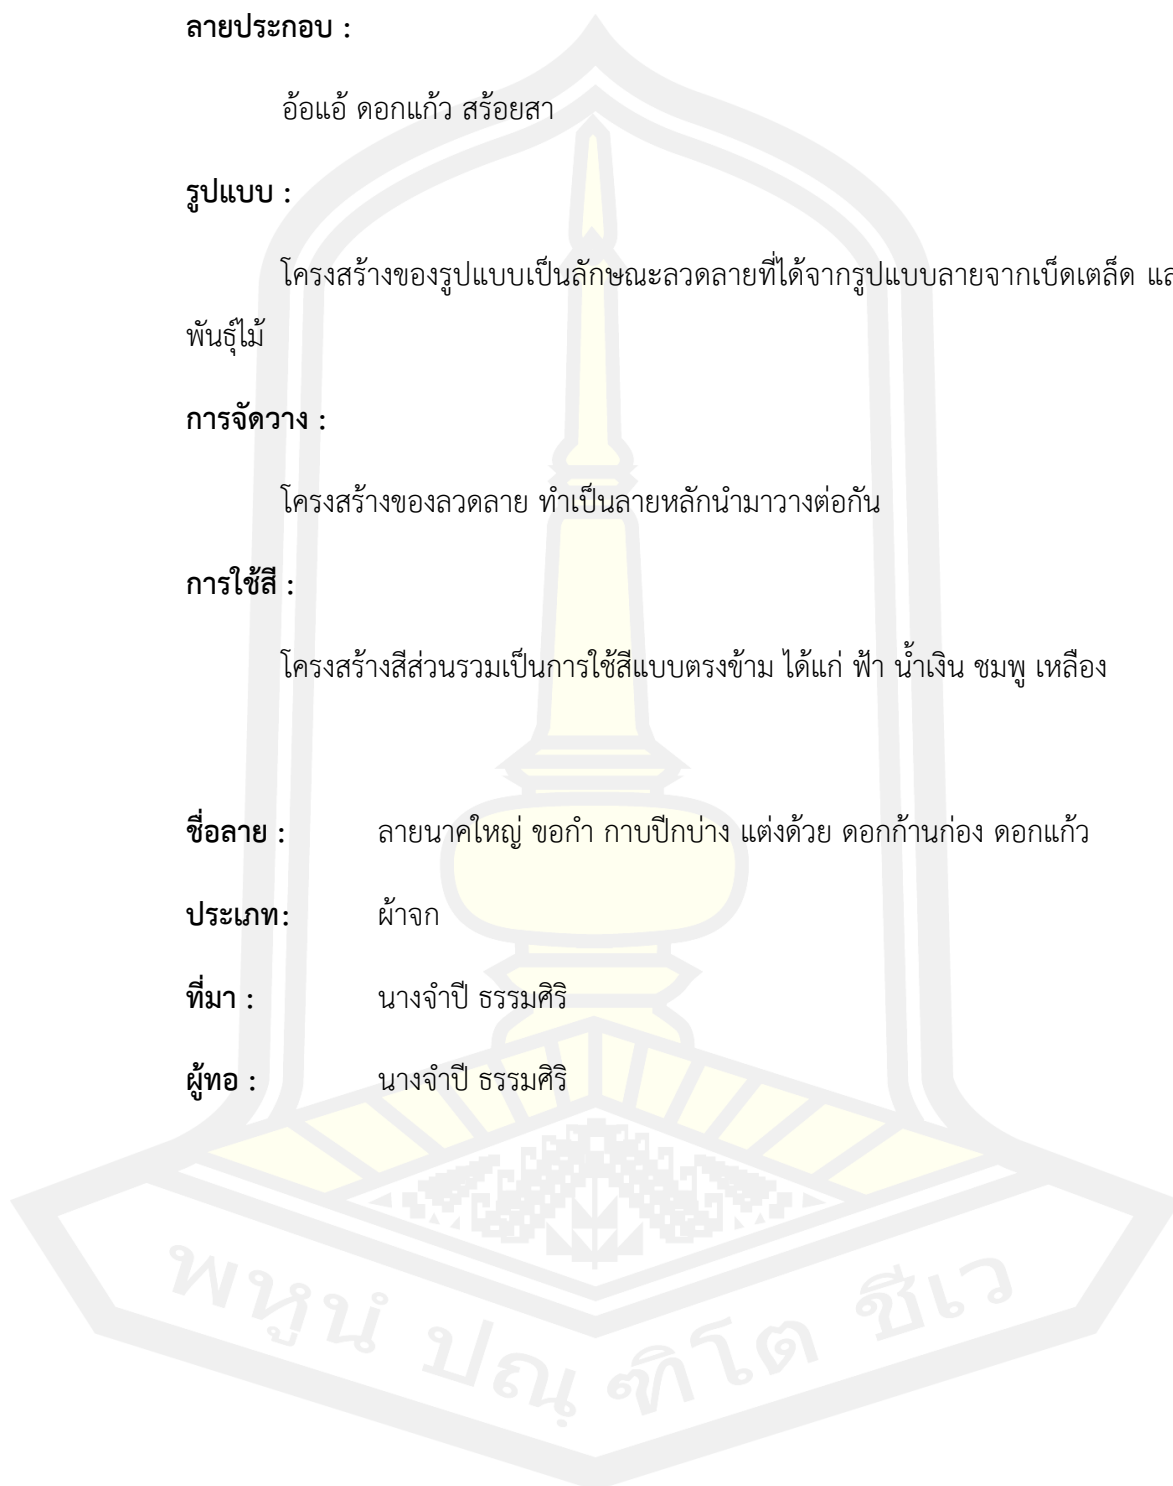 ลายประกอบ :
อ้อแอ้ ดอกแก้ว สร้อยสา
รูปแบบ :
โครงสร้างของรูปแบบเป็นลักษณะลวดลายที่ได้จากรูปแบบลายจากเบ็ดเตล็ด
พันธุ์ไม้
การจัดวาง :
โครงสร้างของลวดลาย ทำเป็นลายหลักนำมาวางต่อกัน
การใช้สี :
โครงสร้างสีส่วนรวมเป็นการใช้สีแบบตรงข้าม ได้แก่ ฟ้า น้ำเงิน ชมพู เหลือง
ชื่อลาย : ลายนาคใหญ่ ขอกำ กาบปีกบ่าง แต่งด้วย ดอกก้านก่อง ดอกแก้ว
ประเภท: ผ้าจก
ที่มา : นางจำปี ธรรมศิริ
ผู้ทอ : นางจำปี ธรรมศิริ
พหูนํ ปณฺฑิโต ชีเว